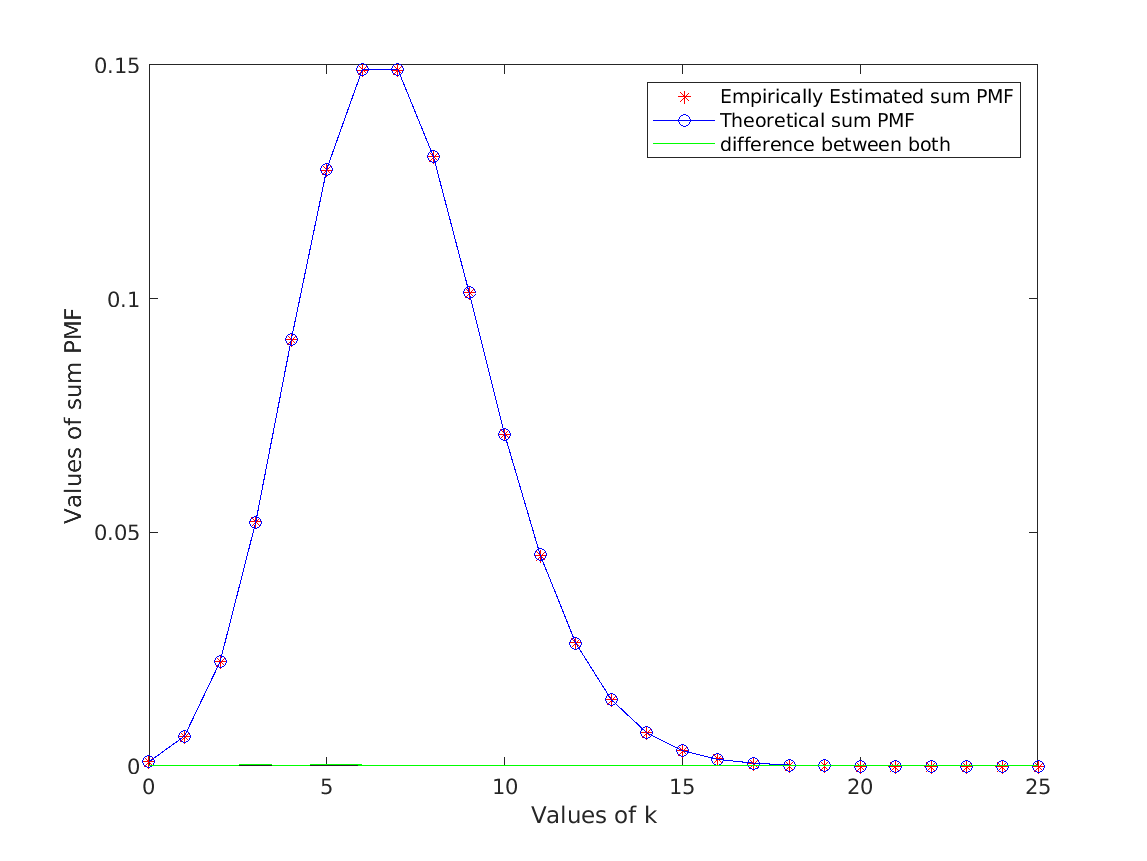 0.15
0.1
0.05
0
0
5
10
15
20
25
Values of sum PMF
Values of k
Empirically Estimated sum PMF
Theoretical sum PMF
difference between both